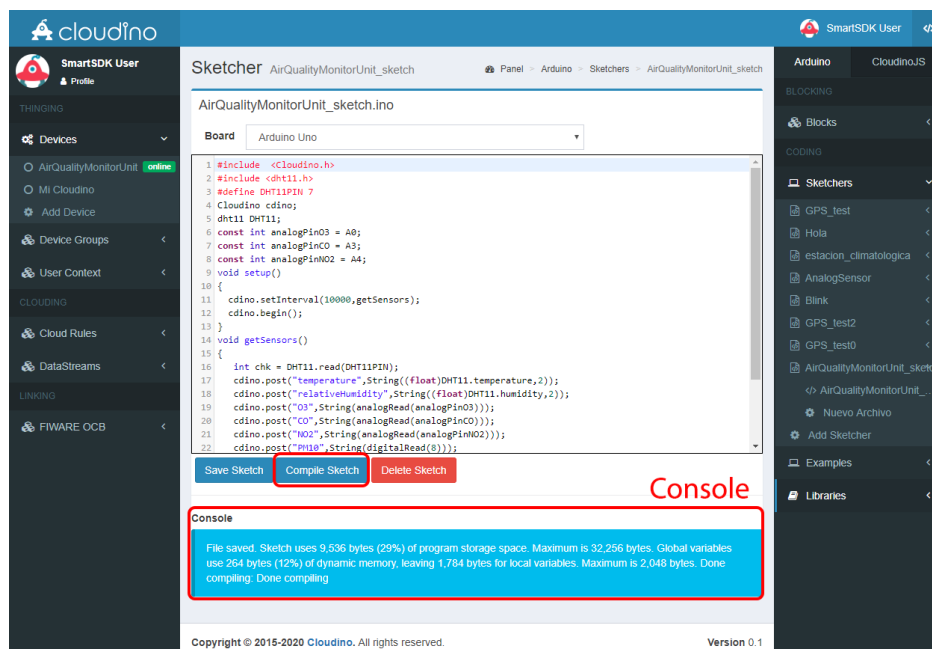 cloudino
SmartSDK User
SmartSDK User
Profile
THINGING
Devices
AirQualityMonitorUnit online
Mi Cloudino
Add Device
Device Groups
User Context
CLOUDING
Cloud Rules
DataStreams
LINKING
FIWARE OCB
Sketcher AirQualityMonitorUnit_sketch
Panel > Arduino > Sketchers > AirQualityMonitorUnit_sketch
AirQualityMonitorUnit_sketch.ino
Board Arduino Uno
1 #include <Cloudino.h>
2 #include <dht11.h>
3 #define DHT11PIN 7
4 Cloudino cdino;
5 dht11 DHT11;
6 const int analogPinO3 = A0;
7 const int analogPinCO = A3;
8 const int analogPinNO2 = A4;
9 void setup()
10 {
11 cdino.setInterval(10000,getSensors);
12 cdino.begin();
13 }
14 void getSensors()
15 {
16 int chk = DHT11.read(DHT11PIN);
17 cdino.post("temperature",String((float)DHT11.temperature,2));
18 cdino.post("relativeHumidity",String((float)DHT11.humidity,2));
19 cdino.post("O3",String(analogRead(analogPinO3)));
20 cdino.post("CO",String(analogRead(analogPinCO)));
21 cdino.post("NO2",String(analogRead(analogPinNO2)));
22 cdino.post("PM10",String(digitalRead(8)));
Save Sketch Compile Sketch Delete Sketch
Console
Console
File saved. Sketch uses 9,536 bytes (29%) of program storage space. Maximum is 32,256 bytes. Global variables
use 264 bytes (12%) of dynamic memory, leaving 1,784 bytes for local variables. Maximum is 2,048 bytes. Done
compiling: Done compiling
Copyright © 2015-2020 Cloudino. All rights reserved.
Version 0.1
Arduino CloudinoJS
BLOCKING
Blocks
CODING
Sketchers
GPS_test
Hola
estacion_climatologica
AnalogSensor
Blink
GPS_test2
GPS_test0
AirQualityMonitorUnit_sketc
</> AirQualityMonitorUnit_...
Nuevo Archivo
Add Sketcher
Examples
Libraries